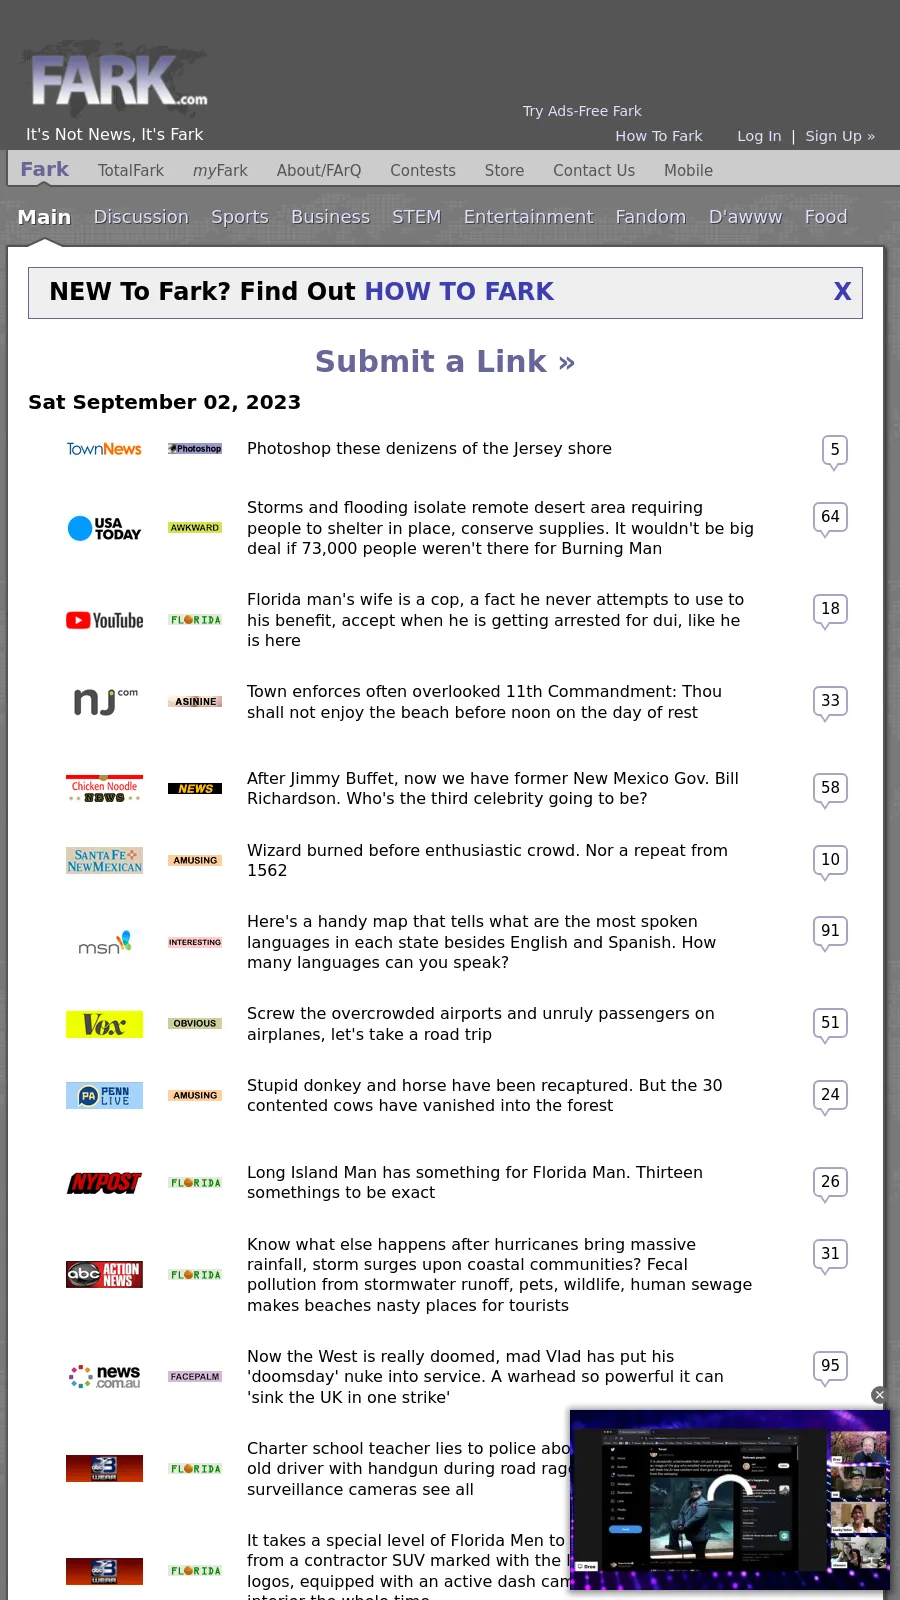 FARK.com
Try Ads-Free Fark
It's Not News, It's Fark
How To Fark Log In | Sign Up »
Fark TotalFark myFark About/FArQ Contests Store Contact Us Mobile
Main Discussion Sports Business STEM Entertainment Fandom D'awww Food
NEW To Fark? Find Out HOW TO FARK X
Submit a Link »
Sat September 02, 2023
TownNews Photoshop Photoshop these denizens of the Jersey shore 5
Storms and flooding isolate remote desert area requiring
USA TODAY AWKWARD people to shelter in place, conserve supplies. It wouldn't be big 64
deal if 73,000 people weren't there for Burning Man
Florida man's wife is a cop, a fact he never attempts to use to
YouTube FLORIDA his benefit, accept when he is getting arrested for dui, like he 18
is here
nj.com ASININE Town enforces often overlooked 11th Commandment: Thou 33
shall not enjoy the beach before noon on the day of rest
Chicken Noodle NEWS NEWS After Jimmy Buffet, now we have former New Mexico Gov. Bill 58
Richardson. Who's the third celebrity going to be?
SANTA FE NEW MEXICAN AMUSING Wizard burned before enthusiastic crowd. Nor a repeat from 10
1562
Here's a handy map that tells what are the most spoken
msn INTERESTING languages in each state besides English and Spanish. How 91
many languages can you speak?
Vox OBVIOUS Screw the overcrowded airports and unruly passengers on 51
airplanes, let's take a road trip
PA PENN LIVE AMUSING Stupid donkey and horse have been recaptured. But the 30 24
contented cows have vanished into the forest
NYPOST FLORIDA Long Island Man has something for Florida Man. Thirteen 26
somethings to be exact
Know what else happens after hurricanes bring massive
abc ACTION NEWS FLORIDA rainfall, storm surges upon coastal communities? Fecal 31
pollution from stormwater runoff, pets, wildlife, human sewage
makes beaches nasty places for tourists
Now the West is really doomed, mad Vlad has put his
news.com.au FACEPALM 'doomsday' nuke into service. A warhead so powerful it can 95
'sink the UK in one strike'
Charter school teacher lies to police abo
abc 3 WEAR FLORIDA old driver with handgun during road rage
surveillance cameras see all
It takes a special level of Florida Men to
abc 3 WEAR FLORIDA from a contractor SUV marked with the
logos, equipped with an active dash cam
interior the whole time